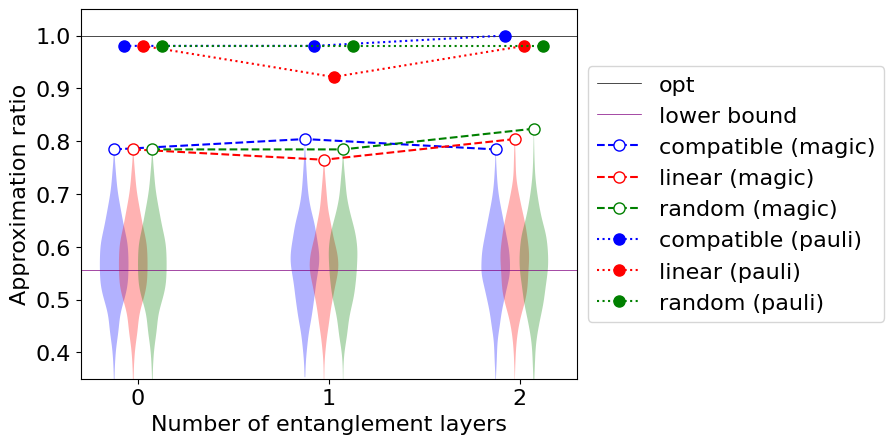 1.0
0.9
0.8
0.7
0.6
0.5
0.4
Approximation ratio
0 1 2
Number of entanglement layers
opt
lower bound
compatible (magic)
linear (magic)
random (magic)
compatible (pauli)
linear (pauli)
random (pauli)